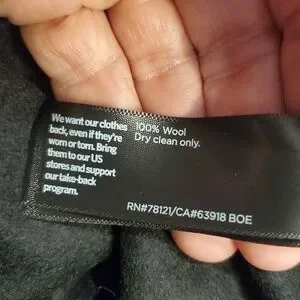 We want our clothes
back, even if they're
worn or torn. Bring
them to our US
stores and support
our take-back
program.
100% Wool
Dry clean only.
RN#78121/CA#63918 BOE